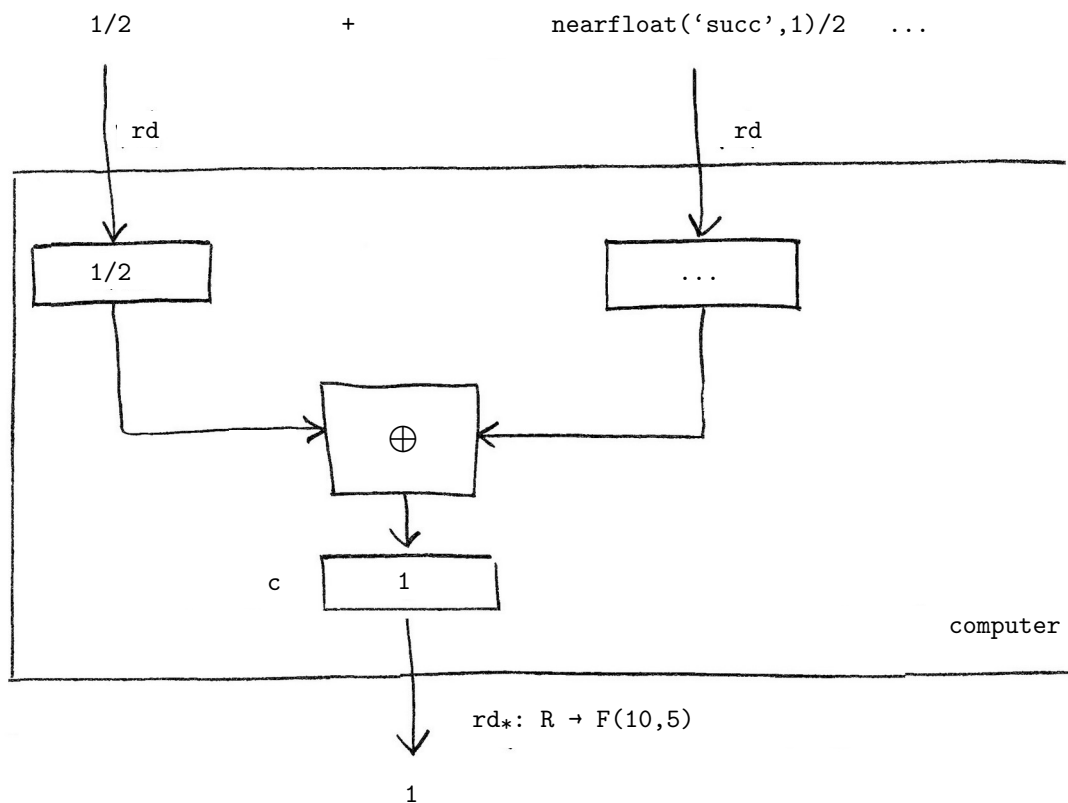 1/2 + nearfloat(‘succ’,1)/2 ...
rd rd
1/2 ...
⊕
c 1
computer
rd*: R → F(10,5)
1